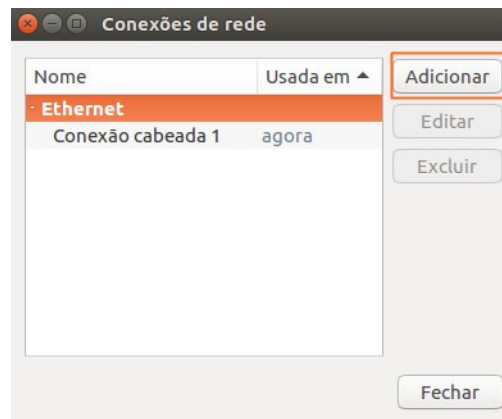 Conexões de rede
Nome Usada em Adicionar
Ethernet Editar
Conexão cabeada 1 agora
Excluir
Fechar